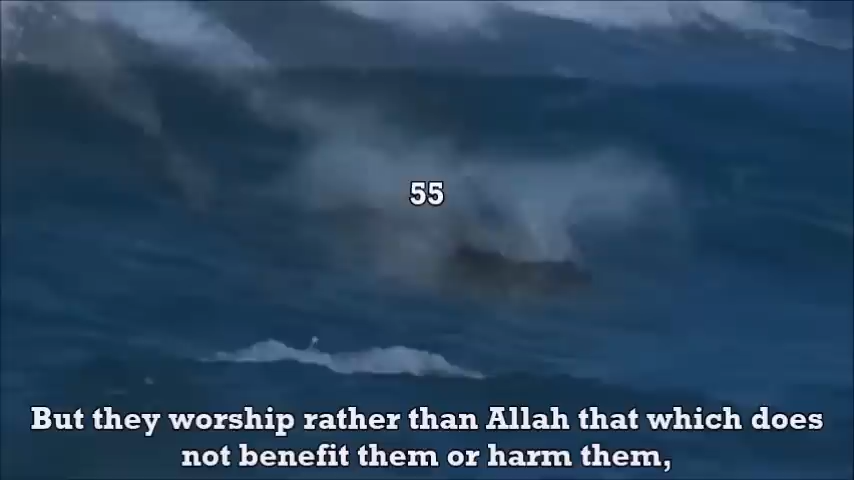 55
But they worship rather than Allah that which does
not benefit them or harm them,